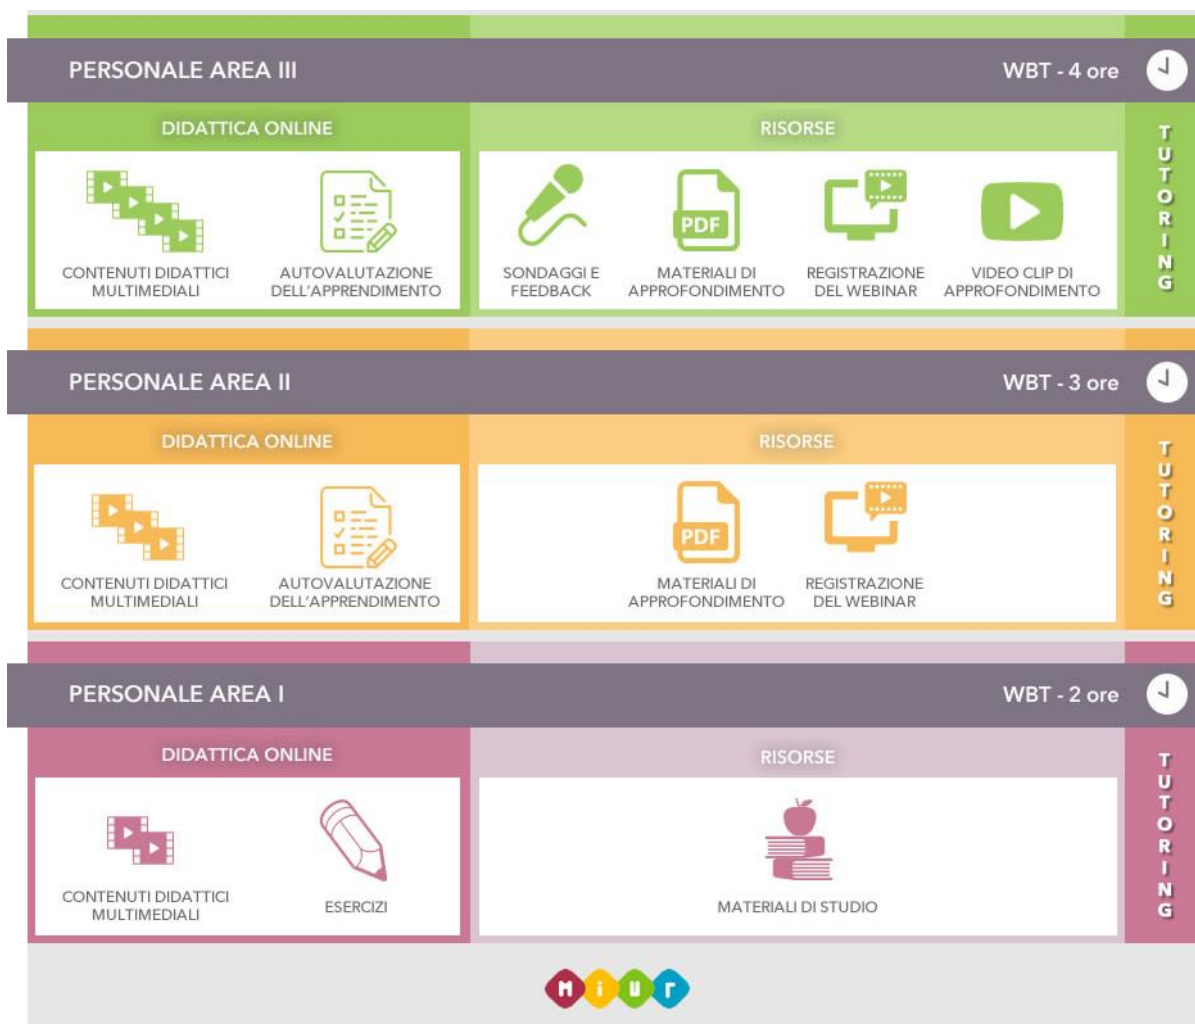 PERSONALE AREA III
WBT - 4 ore
DIDATTICA ONLINE
RISORSE
CONTENUTI DIDATTICI
MULTIMEDIALI
AUTOVALUTAZIONE
DELL'APPRENDIMENTO
SONDAGGI E
FEEDBACK
PDF
MATERIALI DI
APPROFONDIMENTO
REGISTRAZIONE
DEL WEBINAR
VIDEO CLIP DI
APPROFONDIMENTO
TUTORING
PERSONALE AREA II
WBT - 3 ore
DIDATTICA ONLINE
RISORSE
CONTENUTI DIDATTICI
MULTIMEDIALI
AUTOVALUTAZIONE
DELL'APPRENDIMENTO
PDF
MATERIALI DI
APPROFONDIMENTO
REGISTRAZIONE
DEL WEBINAR
TUTORING
PERSONALE AREA I
WBT - 2 ore
DIDATTICA ONLINE
RISORSE
CONTENUTI DIDATTICI
MULTIMEDIALI
ESERCIZI
MATERIALI DI STUDIO
TUTORING
MiUr